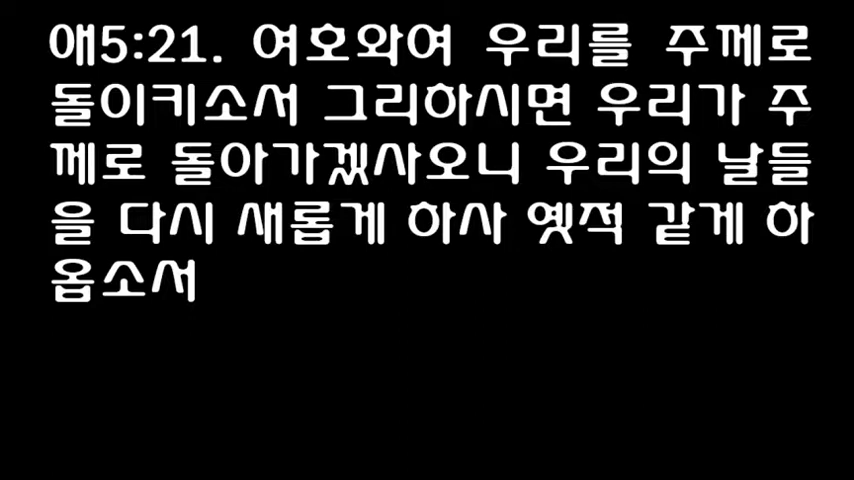 애5:21. 여호와여 우리를 주께로
돌이키소서 그리하시면 우리가 주
께로 돌아가겠사오니 우리의 날들
을 다시 새롭게 하사 옛적 같게 하
옵소서